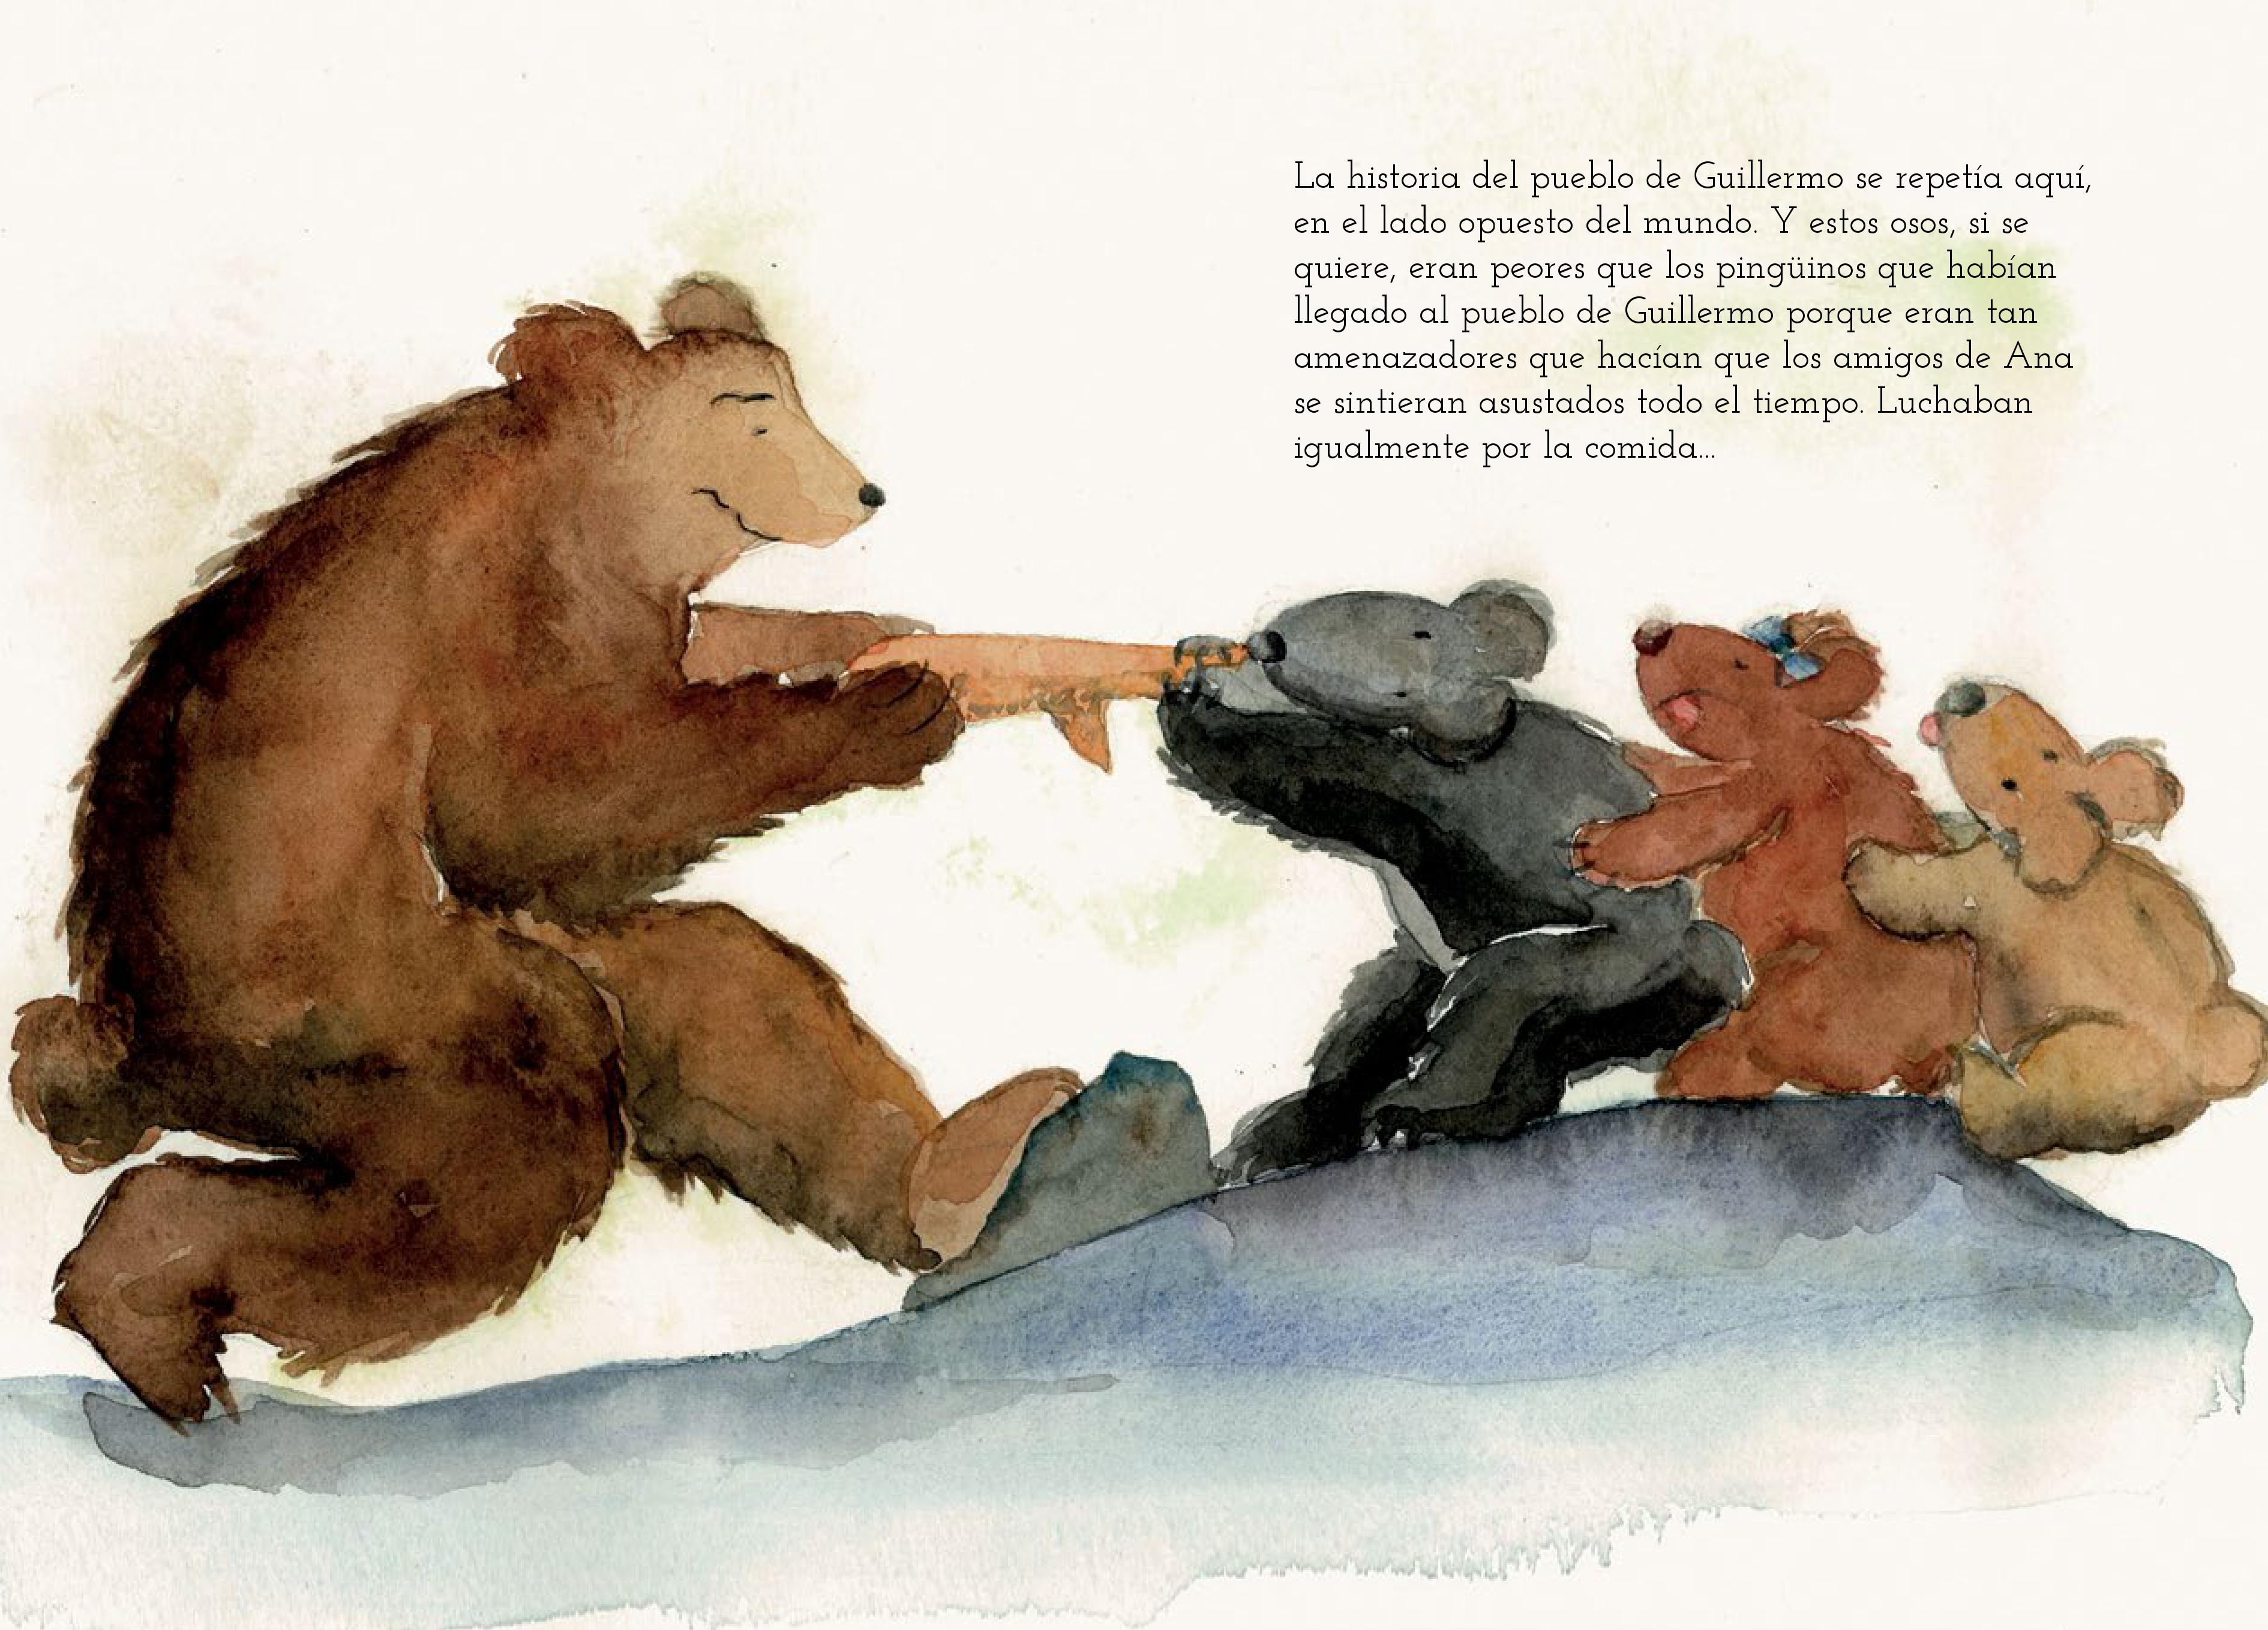 La historia del pueblo de Guillermo se repetía aquí,
en el lado opuesto del mundo. Y estos osos, si se
quiere, eran peores que los pingüinos que habían
llegado al pueblo de Guillermo porque eran tan
amenazadores que hacían que los amigos de Ana
se sintieran asustados todo el tiempo. Luchaban
igualmente por la comida...